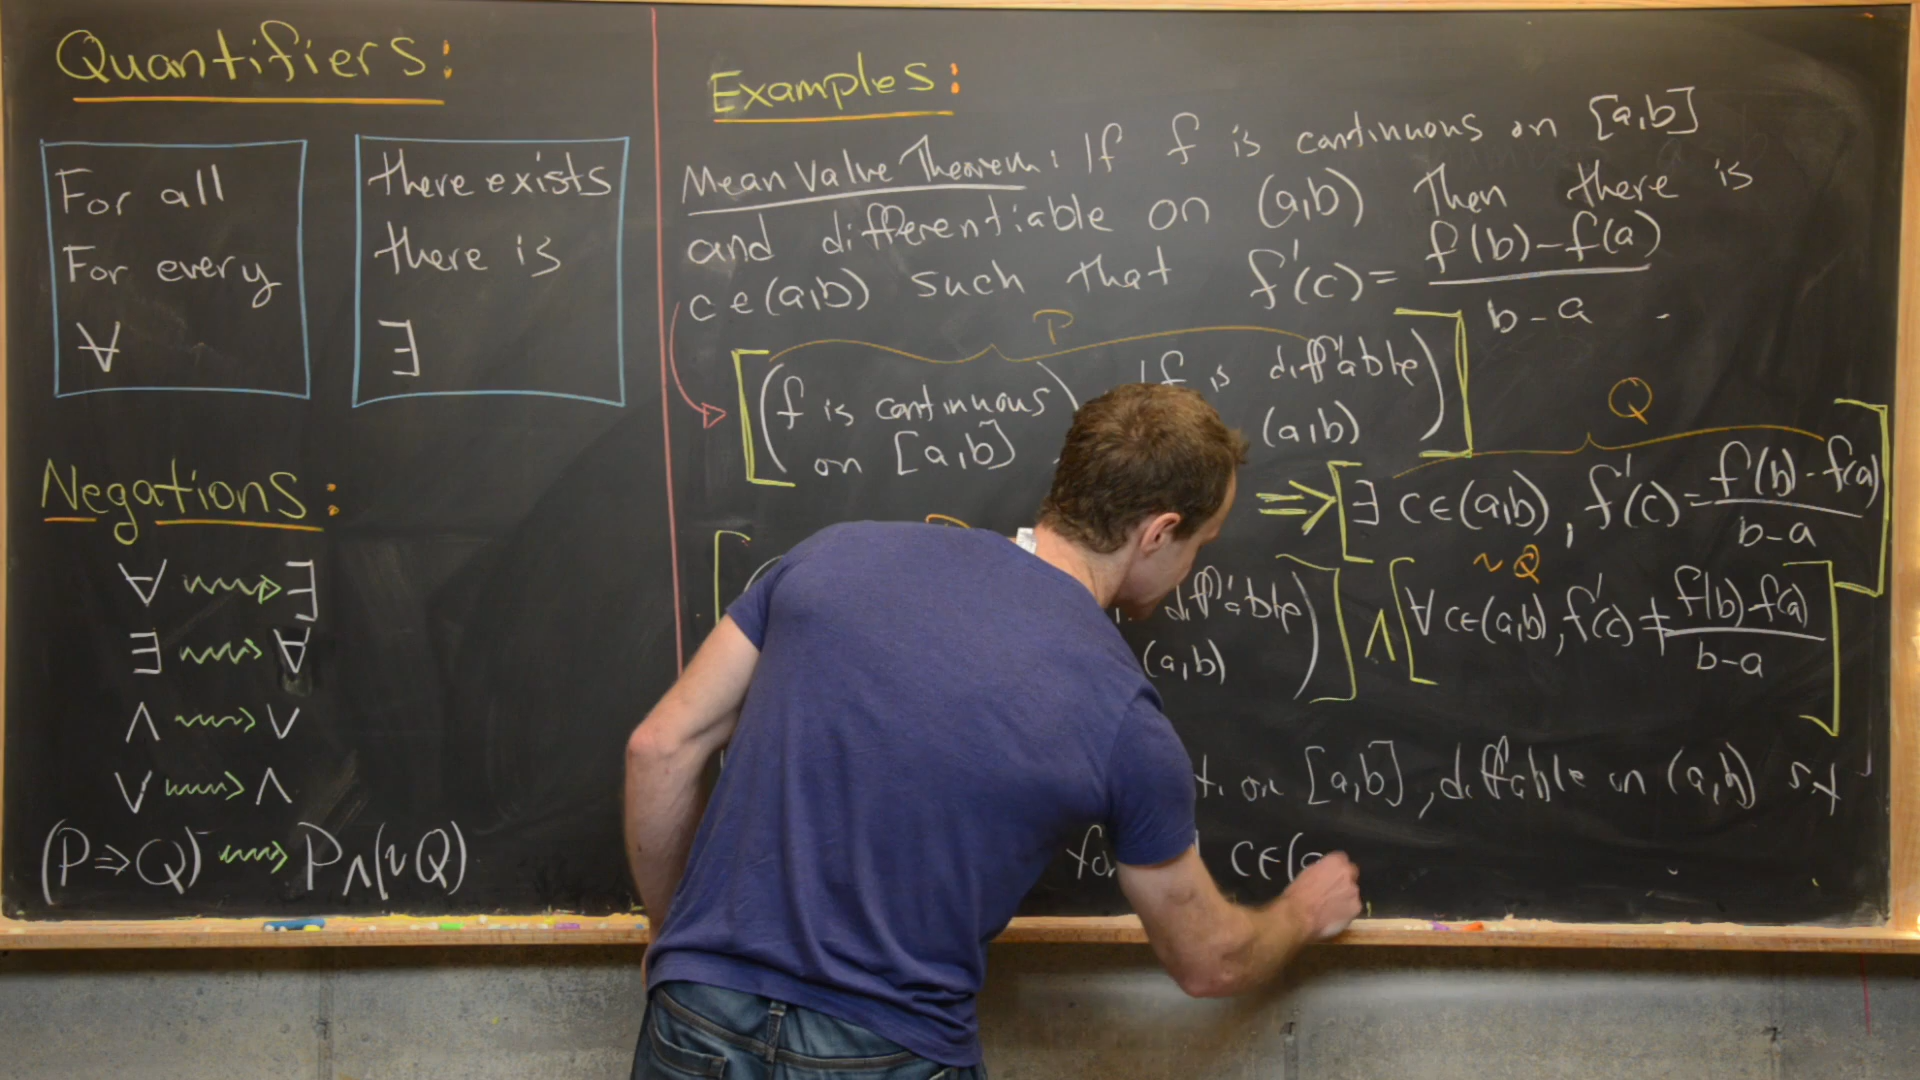 Quantifiers:
For all
For every
∀
there exists
there is
∃
Negations:
∀ ⇝ ∃
∃ ⇝ ∀
∧ ⇝ ∨
∨ ⇝ ∧
(P⇒Q) ⇝ P∧(~Q)
Examples:
Mean Value Theorem: If f is continuous on [a,b]
and differentiable on (a,b) Then there is
c∈(a,b) such that f'(c)= f(b)-f(a)
b-a .
P
[(f is continuous) f is diff'able)]
on [a,b] (a,b)
Q
⇒[∃ c∈(a,b), f'(c)= f(b)-f(a)
b-a]
~Q
diff'able)] ∧ [∀ c∈(a,b), f'(c) ≠ f(b)-f(a)
(a,b) b-a]
on [a,b], diff'able on (a,b) s.t
c∈(a